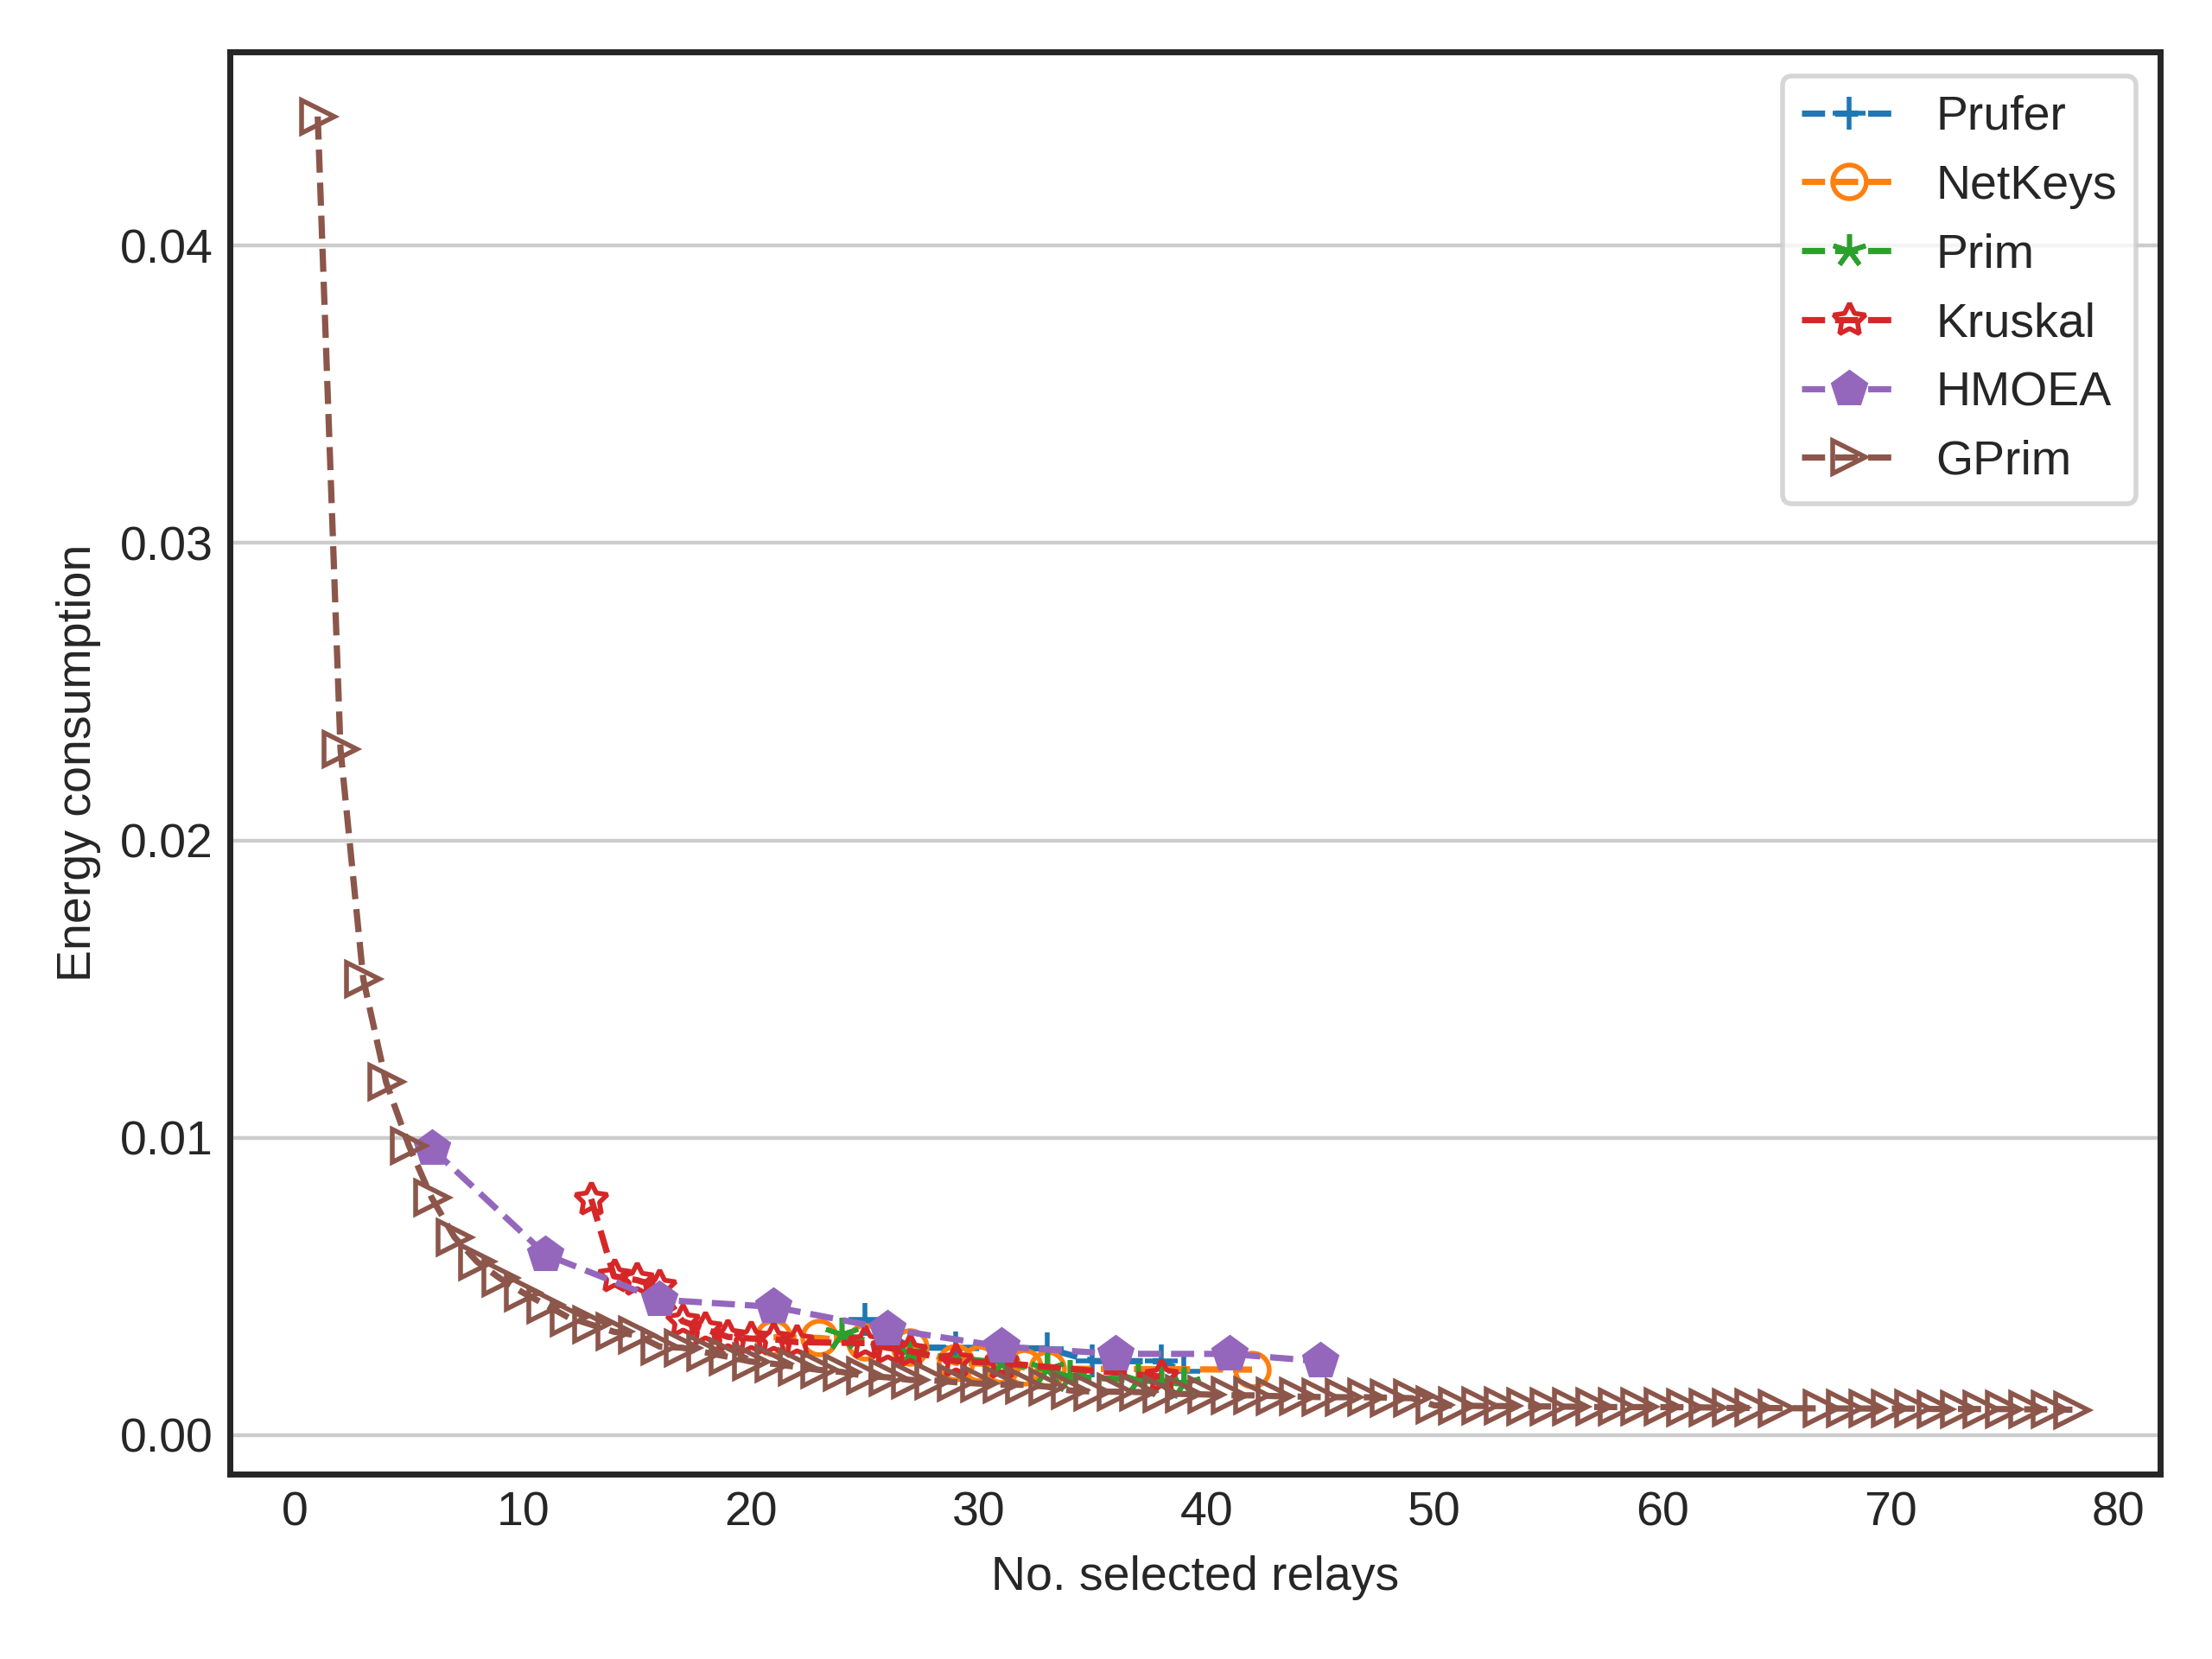 Prufer
NetKeys
Prim
Kruskal
HMOEA
GPrim
Energy consumption
0.04
0.03
0.02
0.01
0.00
0 10 20 30 40 50 60 70 80
No. selected relays